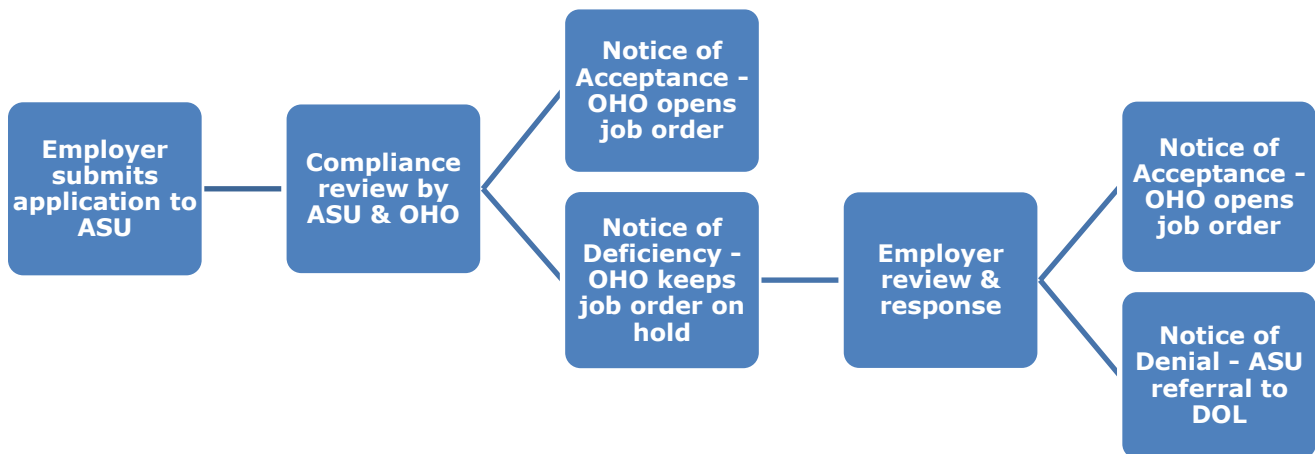 Employer
submits
application to
ASU
Compliance
review by
ASU & OHO
Notice of
Acceptance –
OHO opens
job order
Notice of
Deficiency –
OHO keeps
job order on
hold
Employer
review &
response
Notice of
Acceptance –
OHO opens
job order
Notice of
Denial – ASU
referral to
DOL